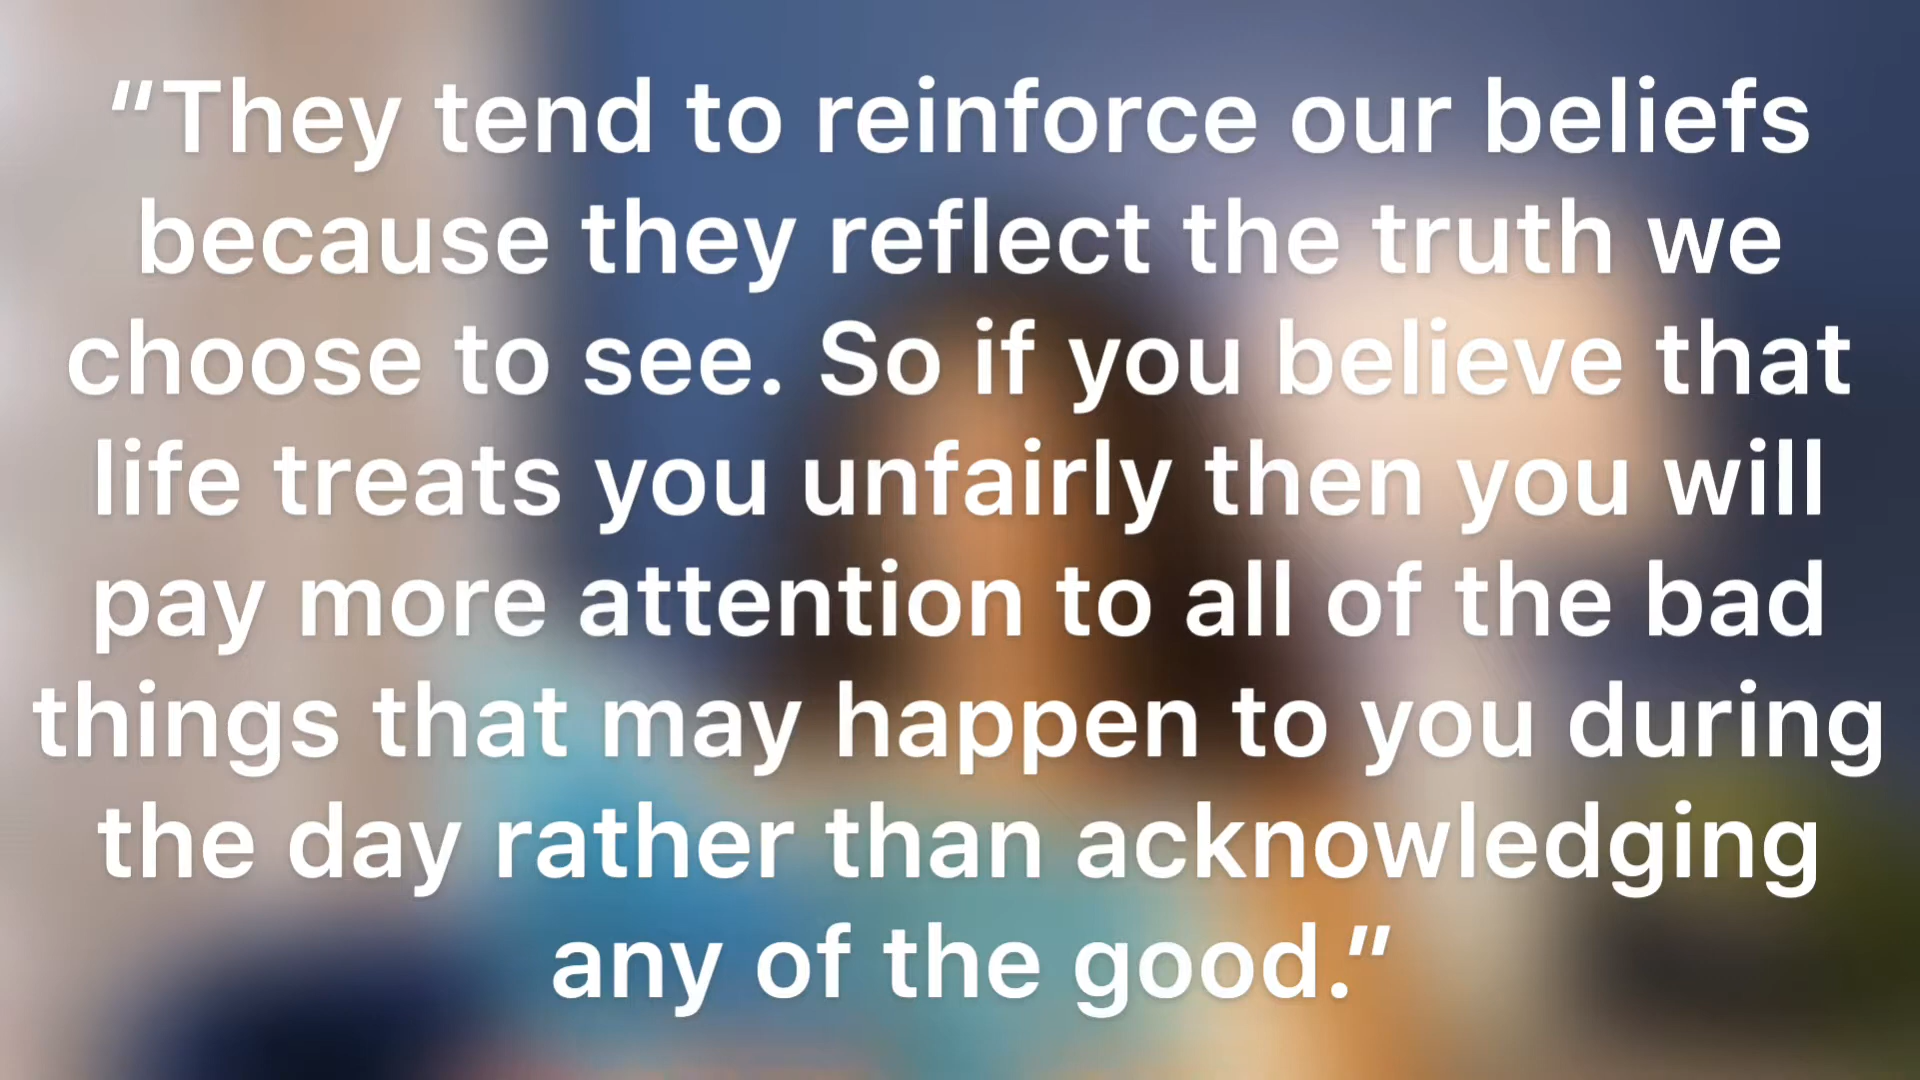 "They tend to reinforce our beliefs
because they reflect the truth we
choose to see. So if you believe that
life treats you unfairly then you will
pay more attention to all of the bad
things that may happen to you during
the day rather than acknowledging
any of the good."